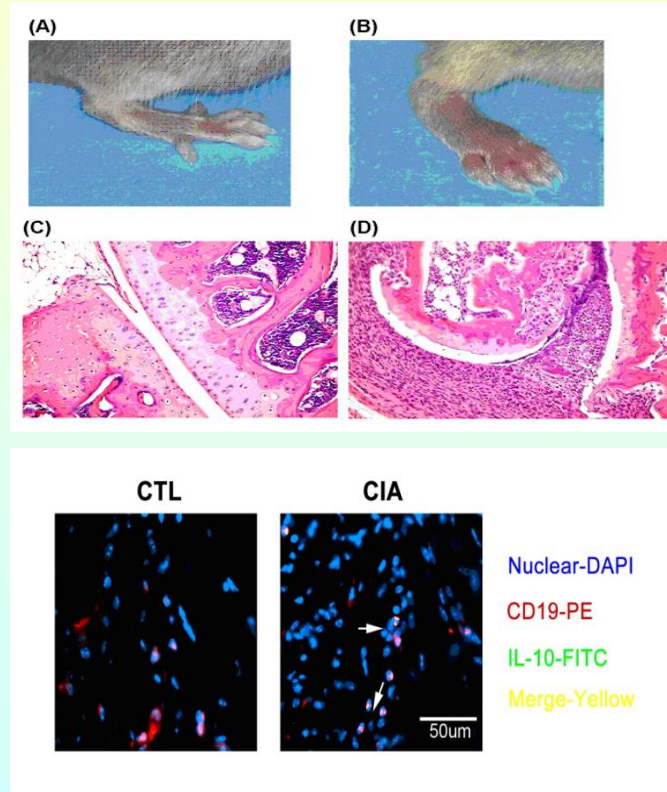 (A)
(B)
(C)
(D)
CTL
CIA
Nuclear-DAPI
CD19-PE
IL-10-FITC
Merge-Yellow
50um